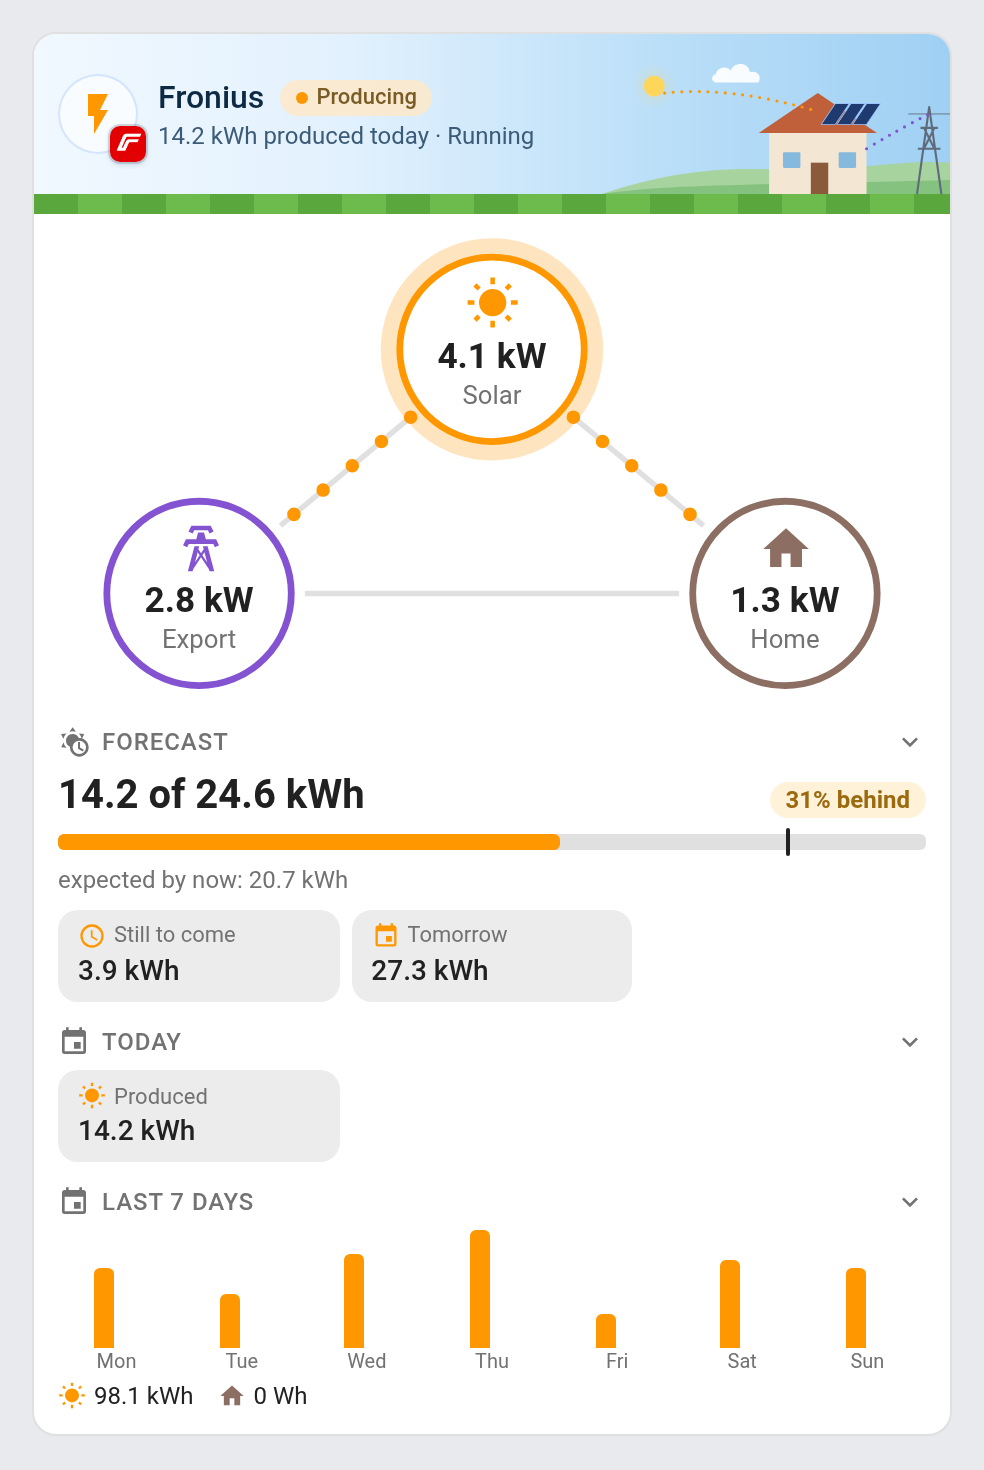 Fronius
Producing
14.2 kWh produced today · Running
4.1 kW
Solar
2.8 kW
Export
1.3 kW
Home
FORECAST
14.2 of 24.6 kWh
31% behind
expected by now: 20.7 kWh
Still to come
3.9 kWh
Tomorrow
27.3 kWh
TODAY
Produced
14.2 kWh
LAST 7 DAYS
Mon Tue Wed Thu Fri Sat Sun
98.1 kWh 0 Wh